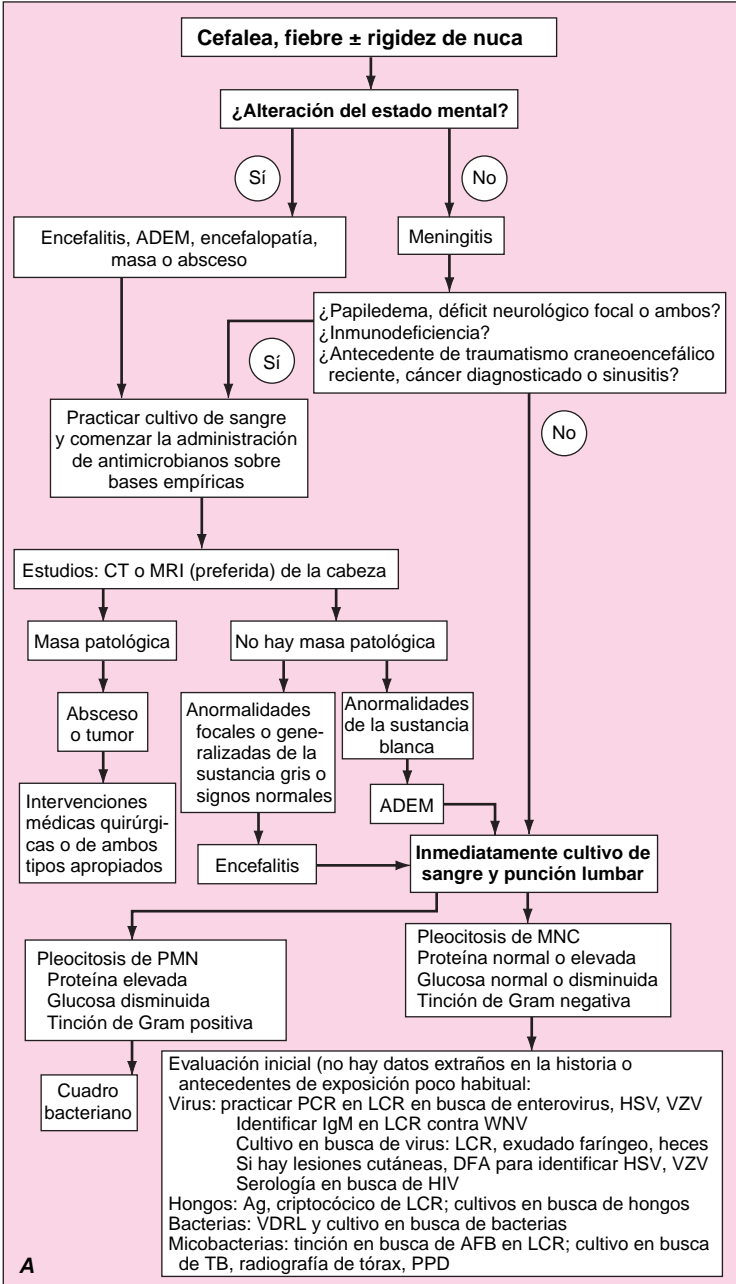 Cefalea, fiebre ± rigidez de nuca
¿Alteración del estado mental?
Sí
No
Encefalitis, ADEM, encefalopatía,
masa o absceso
Meningitis
¿Papiledema, déficit neurológico focal o ambos?
¿Inmunodeficiencia?
¿Antecedente de traumatismo craneoencefálico
reciente, cáncer diagnosticado o sinusitis?
Sí
No
Practicar cultivo de sangre
y comenzar la administración
de antimicrobianos sobre
bases empíricas
Estudios: CT o MRI (preferida) de la cabeza
Masa patológica
No hay masa patológica
Absceso
o tumor
Anormalidades
focales o gene-
ralizadas de la
sustancia gris o
signos normales
Anormalidades
de la sustancia
blanca
Intervenciones
médicas quirúrgi-
cas o de ambos
tipos apropiados
ADEM
Encefalitis
Inmediatamente cultivo de
sangre y punción lumbar
Pleocitosis de PMN
Proteína elevada
Glucosa disminuida
Tinción de Gram positiva
Pleocitosis de MNC
Proteína normal o elevada
Glucosa normal o disminuida
Tinción de Gram negativa
Cuadro
bacteriano
Evaluación inicial (no hay datos extraños en la historia o
antecedentes de exposición poco habitual:
Virus: practicar PCR en LCR en busca de enterovirus, HSV, VZV
Identificar IgM en LCR contra WNV
Cultivo en busca de virus: LCR, exudado faríngeo, heces
Si hay lesiones cutáneas, DFA para identificar HSV, VZV
Serología en busca de HIV
Hongos: Ag, criptocócico de LCR; cultivos en busca de hongos
Bacterias: VDRL y cultivo en busca de bacterias
Micobacterias: tinción en busca de AFB en LCR; cultivo en busca
de TB, radiografía de tórax, PPD
A